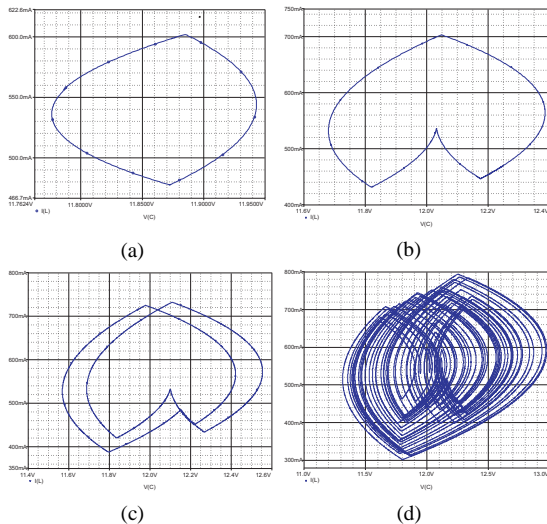 622.6mA
600.0mA
550.0mA
500.0mA
466.7mA
11.7624V 11.8000V 11.8500V 11.9000V 11.9500V
I(L)
V(C)
(a)
750mA
700mA
600mA
500mA
400mA
11.6V 11.8V 12.0V 12.2V 12.4V
I(L)
V(C)
(b)
800mA
700mA
600mA
500mA
400mA
350mA
11.4V 11.6V 11.8V 12.0V 12.2V 12.4V 12.6V
I(L)
V(C)
(c)
800mA
700mA
600mA
500mA
400mA
300mA
11.0V 11.5V 12.0V 12.5V 13.0V
I(L)
V(C)
(d)